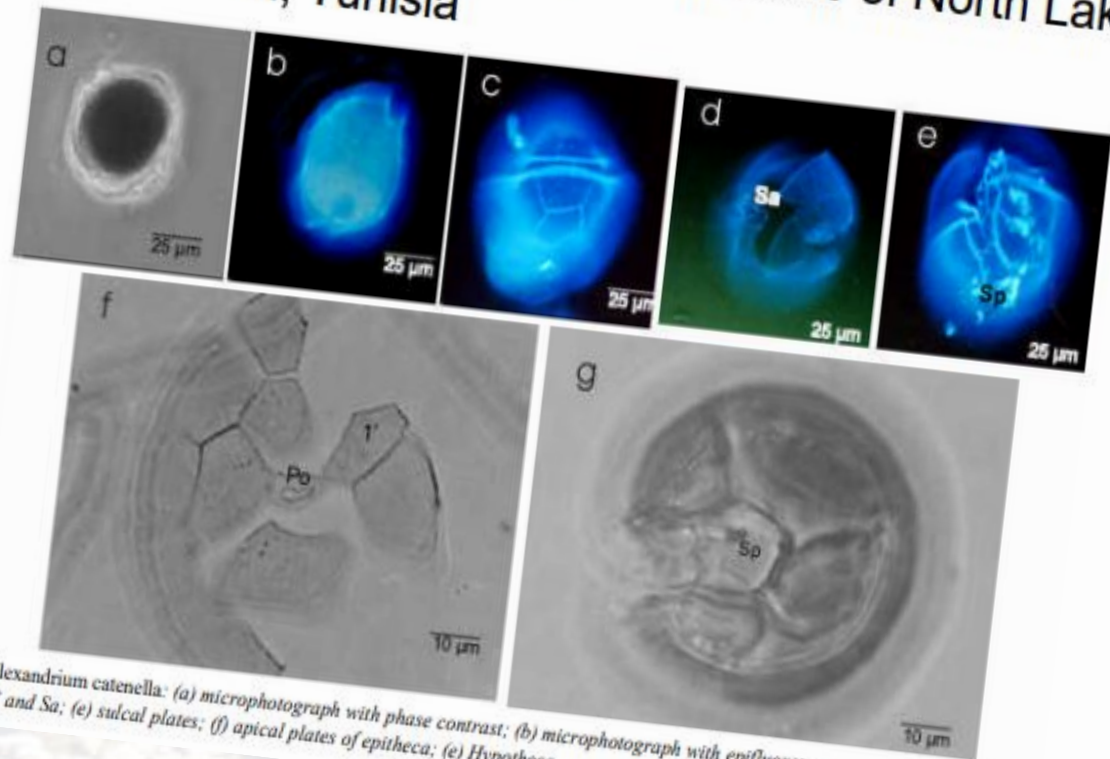 Tunisia
of North Lak
a
25 µm
b
25 µm
c
25 µm
d
Sa
25 µm
e
Sp
25 µm
f
1'
Po
10 µm
g
Sp
10 µm
lexandrium catenella: (a) microphotograph with phase contrast; (b) microphotograph with
and Sa; (e) sulcal plates; (f) apical plates of epitheca; (e)